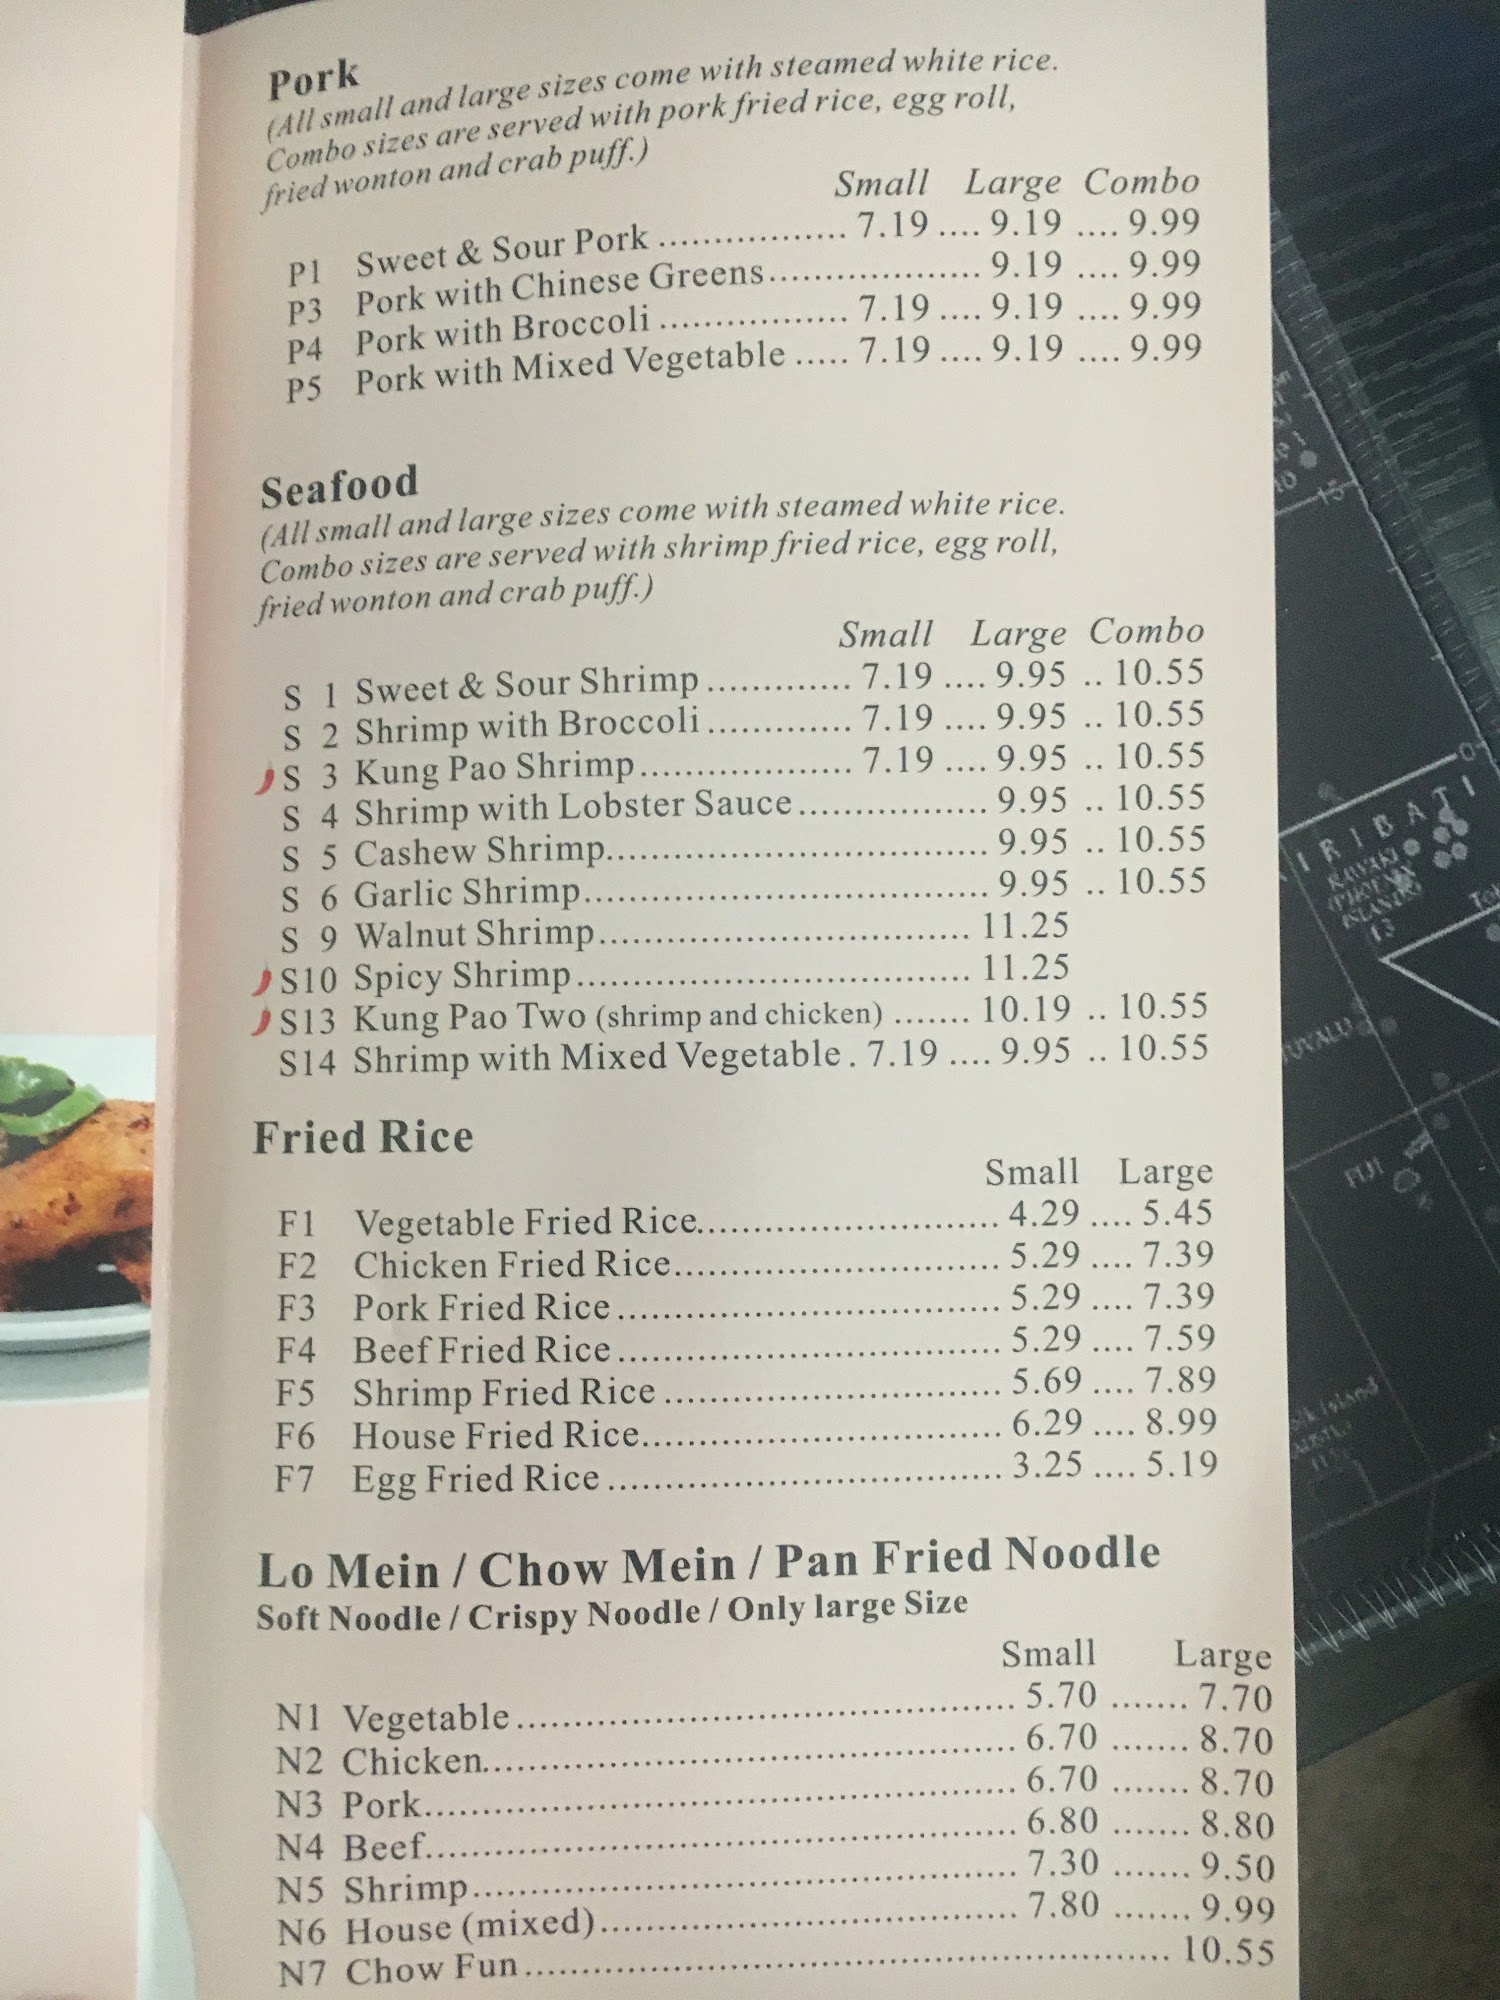 Pork
(All small and large sizes come with steamed white rice.
Combo sizes are served with pork fried rice, egg roll,
fried wonton and crab puff.)
Small Large Combo
P1 Sweet & Sour Pork ................. 7.19 .... 9.19 .... 9.99
P3 Pork with Chinese Greens................... 9.19 .... 9.99
P4 Pork with Broccoli ................. 7.19 .... 9.19 .... 9.99
P5 Pork with Mixed Vegetable ..... 7.19 .... 9.19 .... 9.99
Seafood
(All small and large sizes come with steamed white rice.
Combo sizes are served with shrimp fried rice, egg roll,
fried wonton and crab puff.)
Small Large Combo
S 1 Sweet & Sour Shrimp ............. 7.19 .... 9.95 .. 10.55
S 2 Shrimp with Broccoli ............. 7.19 .... 9.95 .. 10.55
S 3 Kung Pao Shrimp................... 7.19 .... 9.95 .. 10.55
S 4 Shrimp with Lobster Sauce................. 9.95 .. 10.55
S 5 Cashew Shrimp.................................. 9.95 .. 10.55
S 6 Garlic Shrimp.................................... 9.95 .. 10.55
S 9 Walnut Shrimp................................ 11.25
S10 Spicy Shrimp.................................. 11.25
S13 Kung Pao Two (shrimp and chicken) ....... 10.19 .. 10.55
S14 Shrimp with Mixed Vegetable . 7.19 .... 9.95 .. 10.55
Fried Rice
Small Large
F1 Vegetable Fried Rice........................... 4.29 .... 5.45
F2 Chicken Fried Rice............................. 5.29 .... 7.39
F3 Pork Fried Rice .................................. 5.29 .... 7.39
F4 Beef Fried Rice .................................. 5.29 .... 7.59
F5 Shrimp Fried Rice .............................. 5.69 .... 7.89
F6 House Fried Rice................................ 6.29 .... 8.99
F7 Egg Fried Rice ................................... 3.25 .... 5.19
Lo Mein / Chow Mein / Pan Fried Noodle
Soft Noodle / Crispy Noodle / Only large Size
Small Large
N1 Vegetable............................................ 5.70 ....... 7.70
N2 Chicken............................................... 6.70 ....... 8.70
N3 Pork.................................................... 6.70 ....... 8.70
N4 Beef.................................................... 6.80 ....... 8.80
N5 Shrimp................................................ 7.30 ....... 9.50
N6 House (mixed)..................................... 7.80 ....... 9.99
N7 Chow Fun ......................................................... 10.55
15
0
IRIBATI
13
FIJI